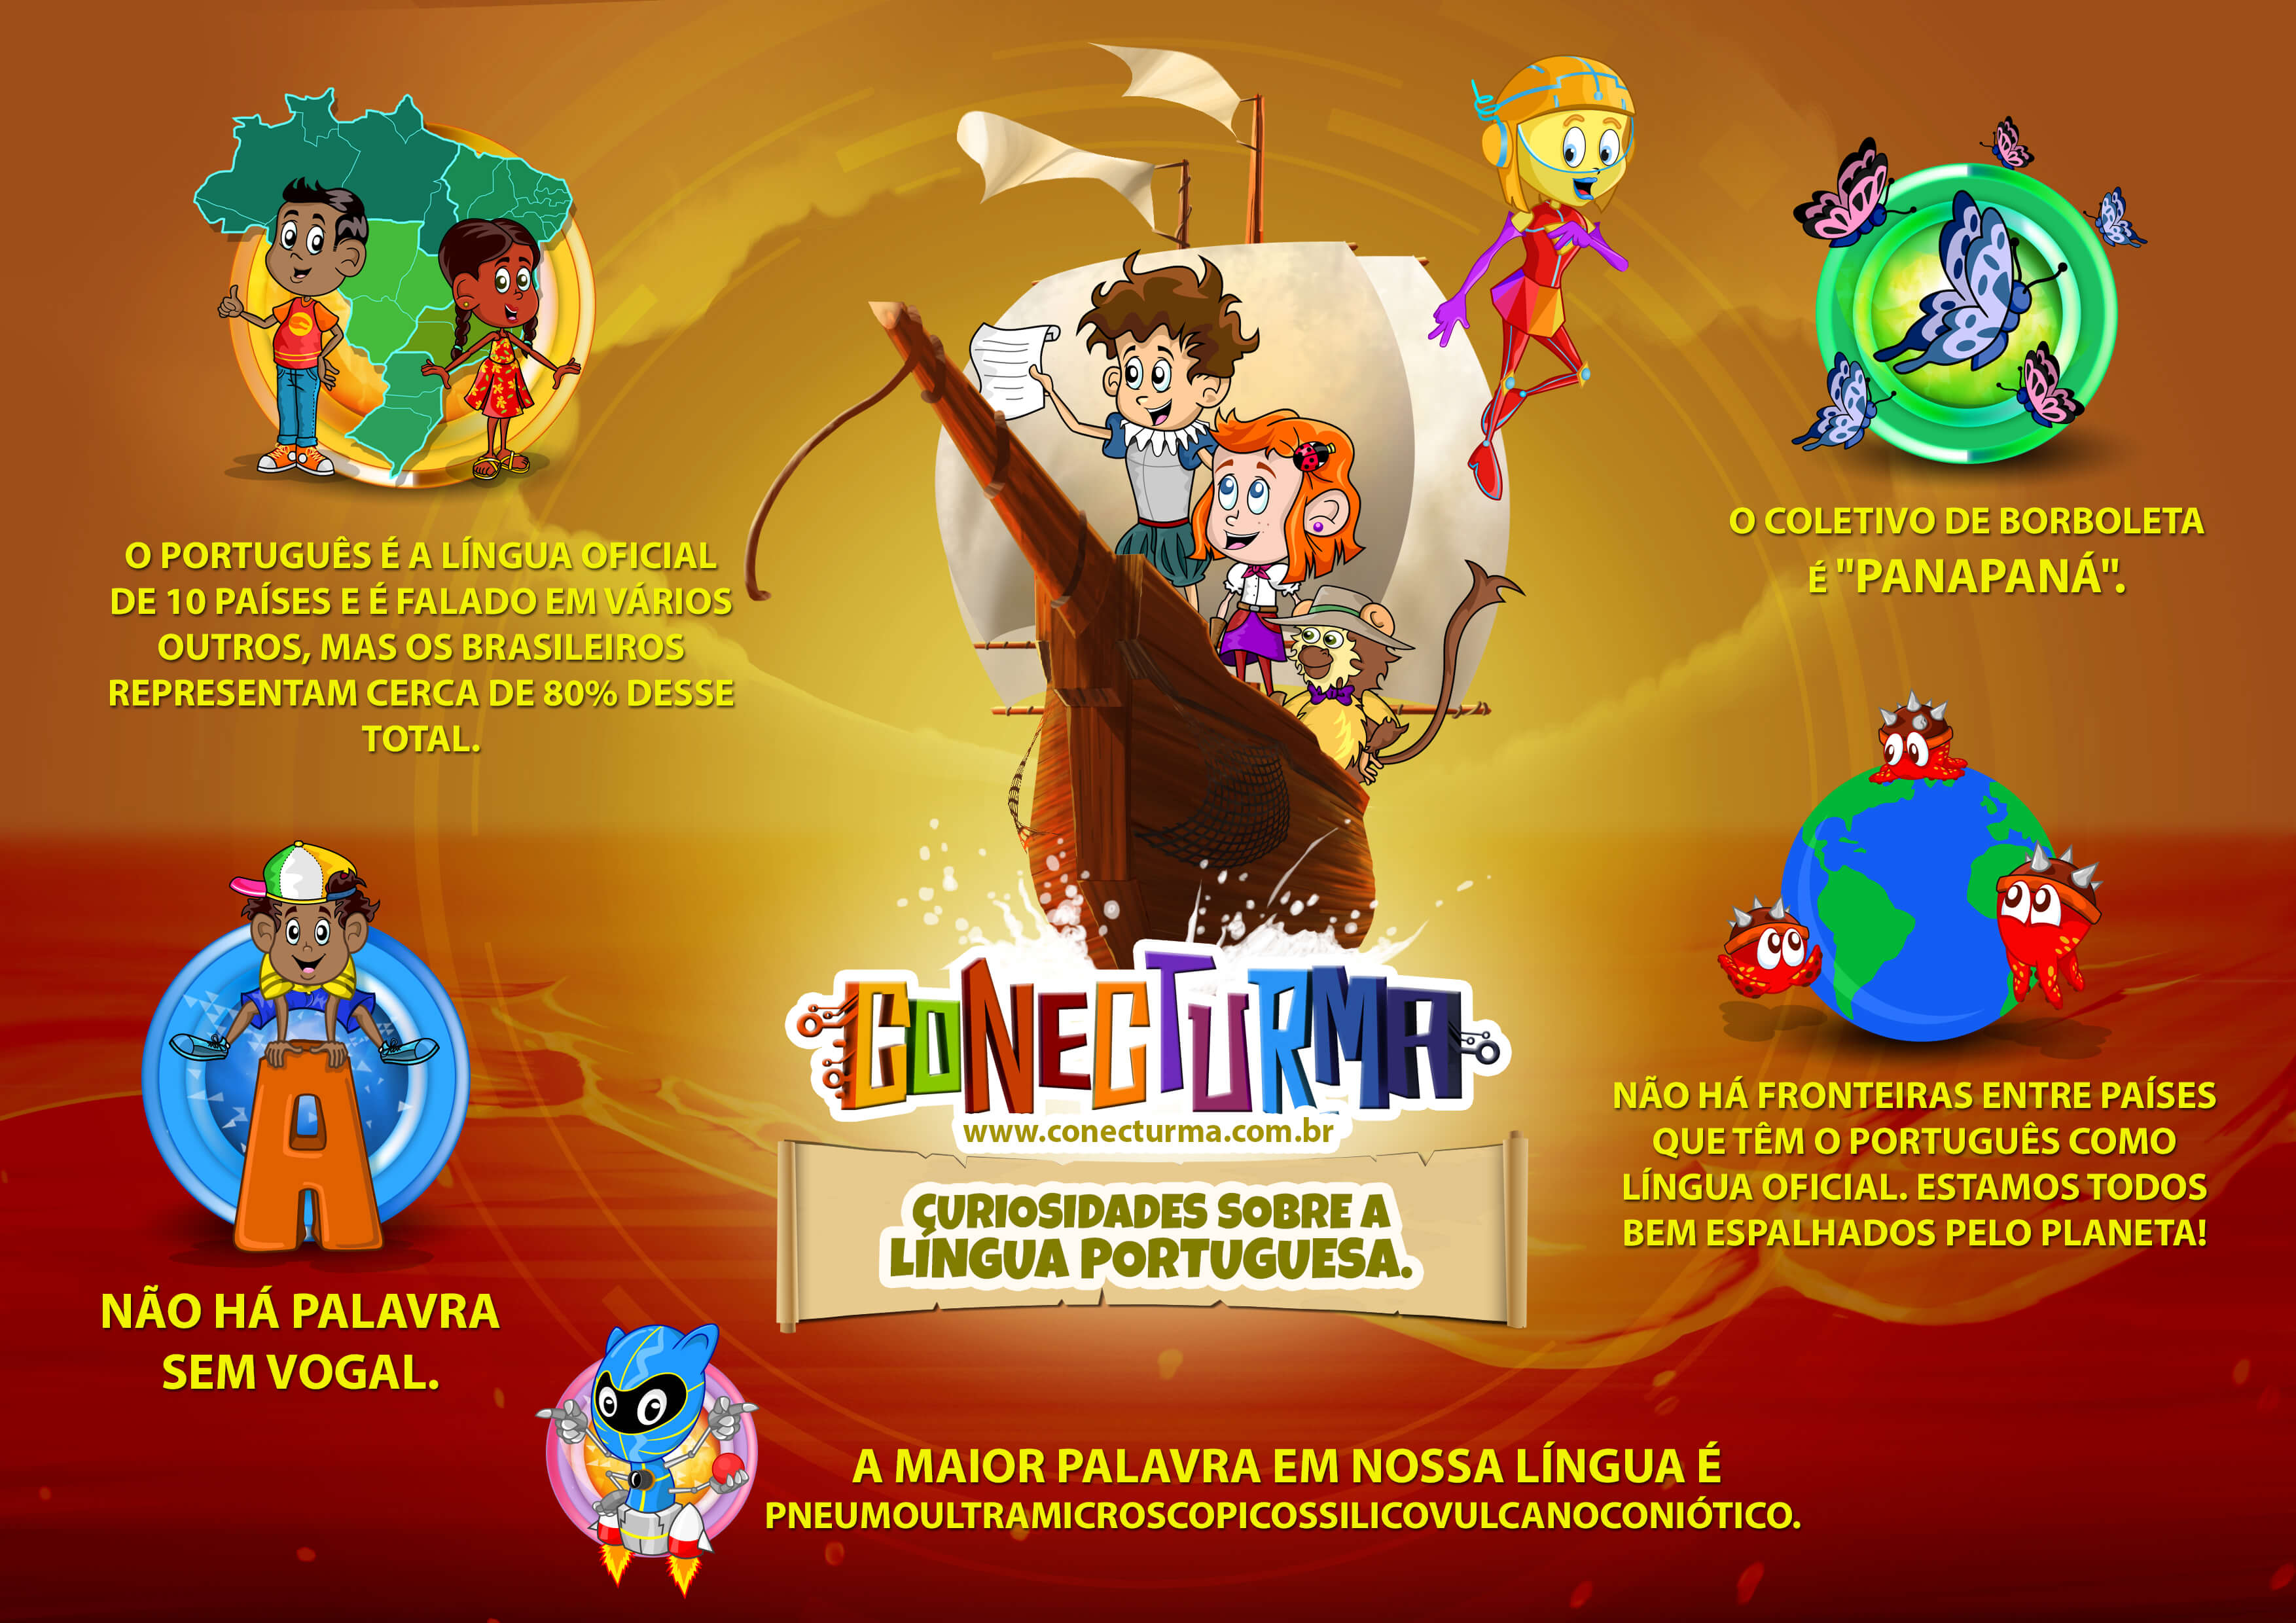 O PORTUGUÊS É A LÍNGUA OFICIAL
DE 10 PAÍSES E É FALADO EM VÁRIOS
OUTROS, MAS OS BRASILEIROS
REPRESENTAM CERCA DE 80% DESSE
TOTAL.
O COLETIVO DE BORBOLETA
É "PANAPANÁ".
A
NÃO HÁ PALAVRA
SEM VOGAL.
CONECTURMA
www.conecturma.com.br
CURIOSIDADES SOBRE A
LÍNGUA PORTUGUESA.
NÃO HÁ FRONTEIRAS ENTRE PAÍSES
QUE TÊM O PORTUGUÊS COMO
LÍNGUA OFICIAL. ESTAMOS TODOS
BEM ESPALHADOS PELO PLANETA!
A MAIOR PALAVRA EM NOSSA LÍNGUA É
PNEUMOULTRAMICROSCOPICOSSILICOVULCANOCONIÓTICO.